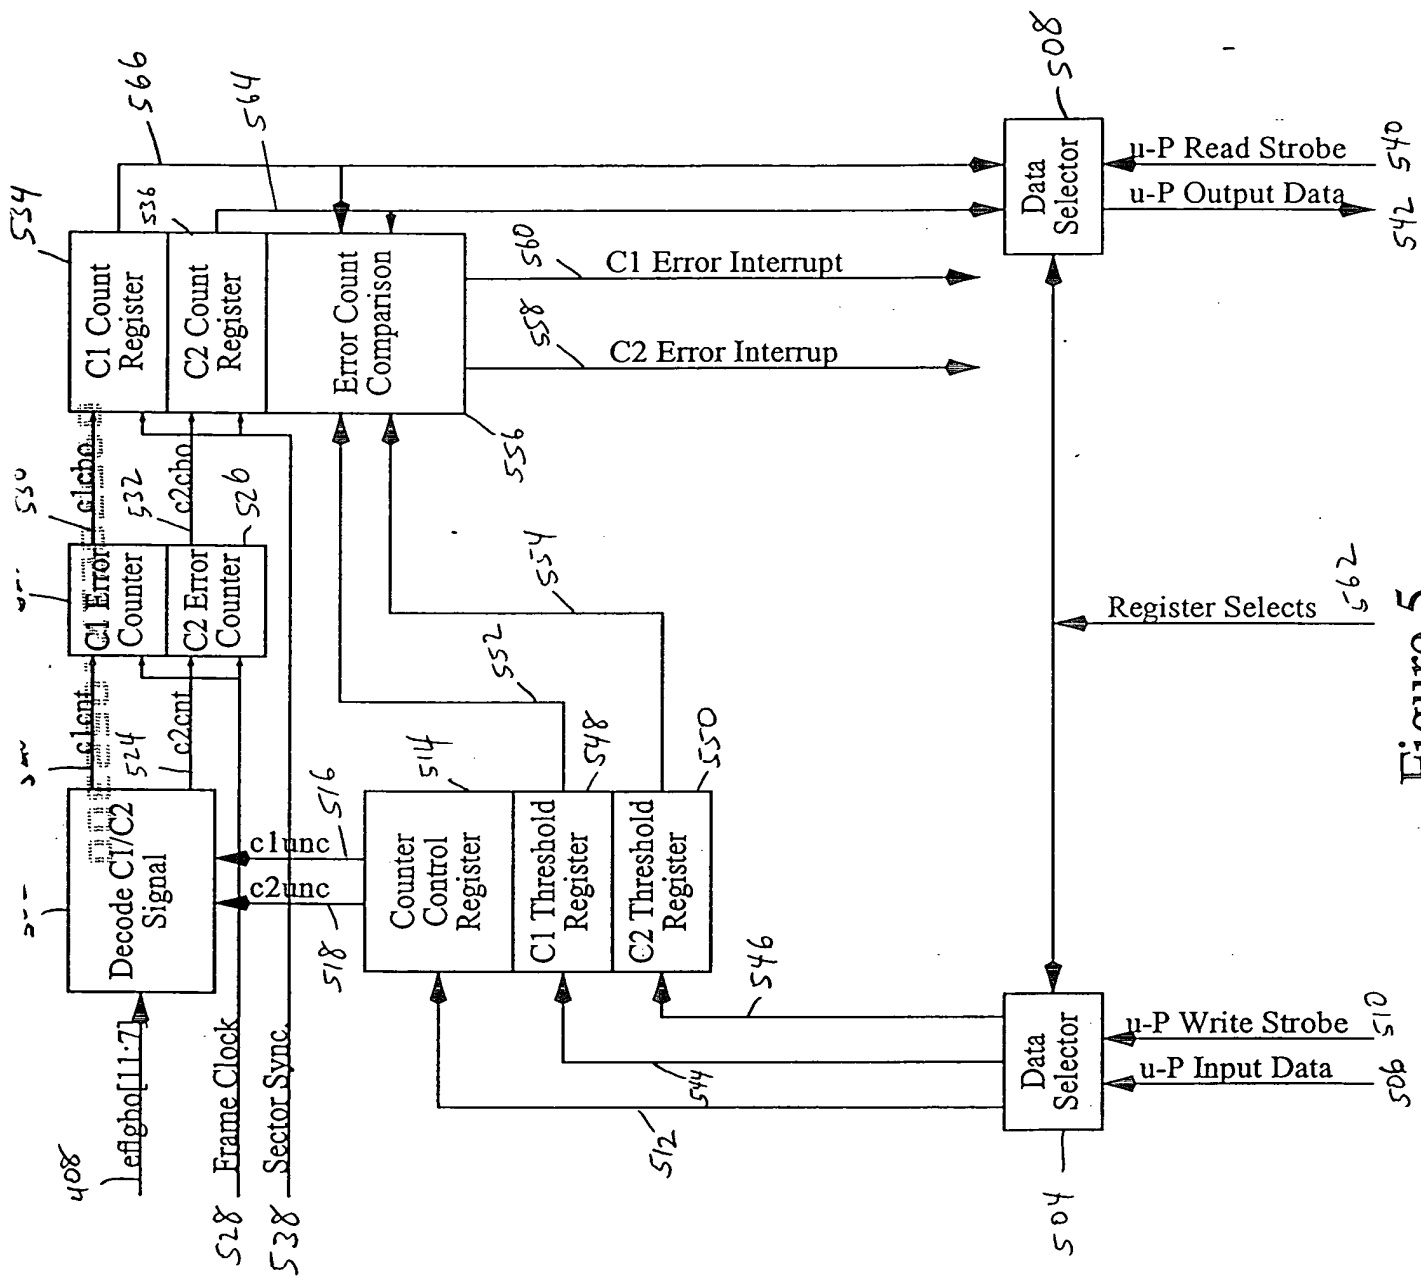 534
566
564
C1 Count
Register
536
C2 Count
Register
Error Count
Comparison
556
530
c1cbo
532
c2cbo
526
C1 Error
Counter
C2 Error
Counter
c1cnt
524
c2cnt
Decode C1/C2
Signal
408
efigbo[11:7]
528
Frame Clock
538
Sector Sync.
c1unc
516
c2unc
518
514
Counter
Control
Register
548
C1 Threshold
Register
550
C2 Threshold
Register
552
554
560
C1 Error Interrupt
558
C2 Error Interrup
508
Data
Selector
u-P Read Strobe
540
u-P Output Data
542
Register Selects
562
512
544
546
504
Data
Selector
u-P Write Strobe
510
u-P Input Data
506
Figure 5